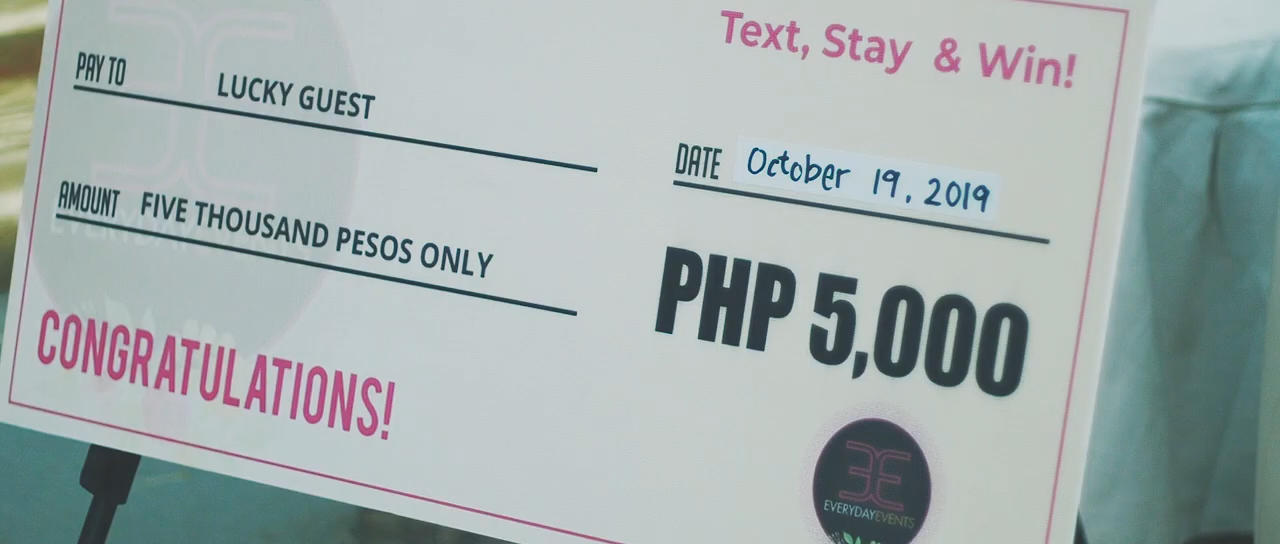 Text, Stay & Win!
PAY TO LUCKY GUEST
DATE October 19, 2019
AMOUNT FIVE THOUSAND PESOS ONLY
PHP 5,000
CONGRATULATIONS!
EVERYDAYEVENTS